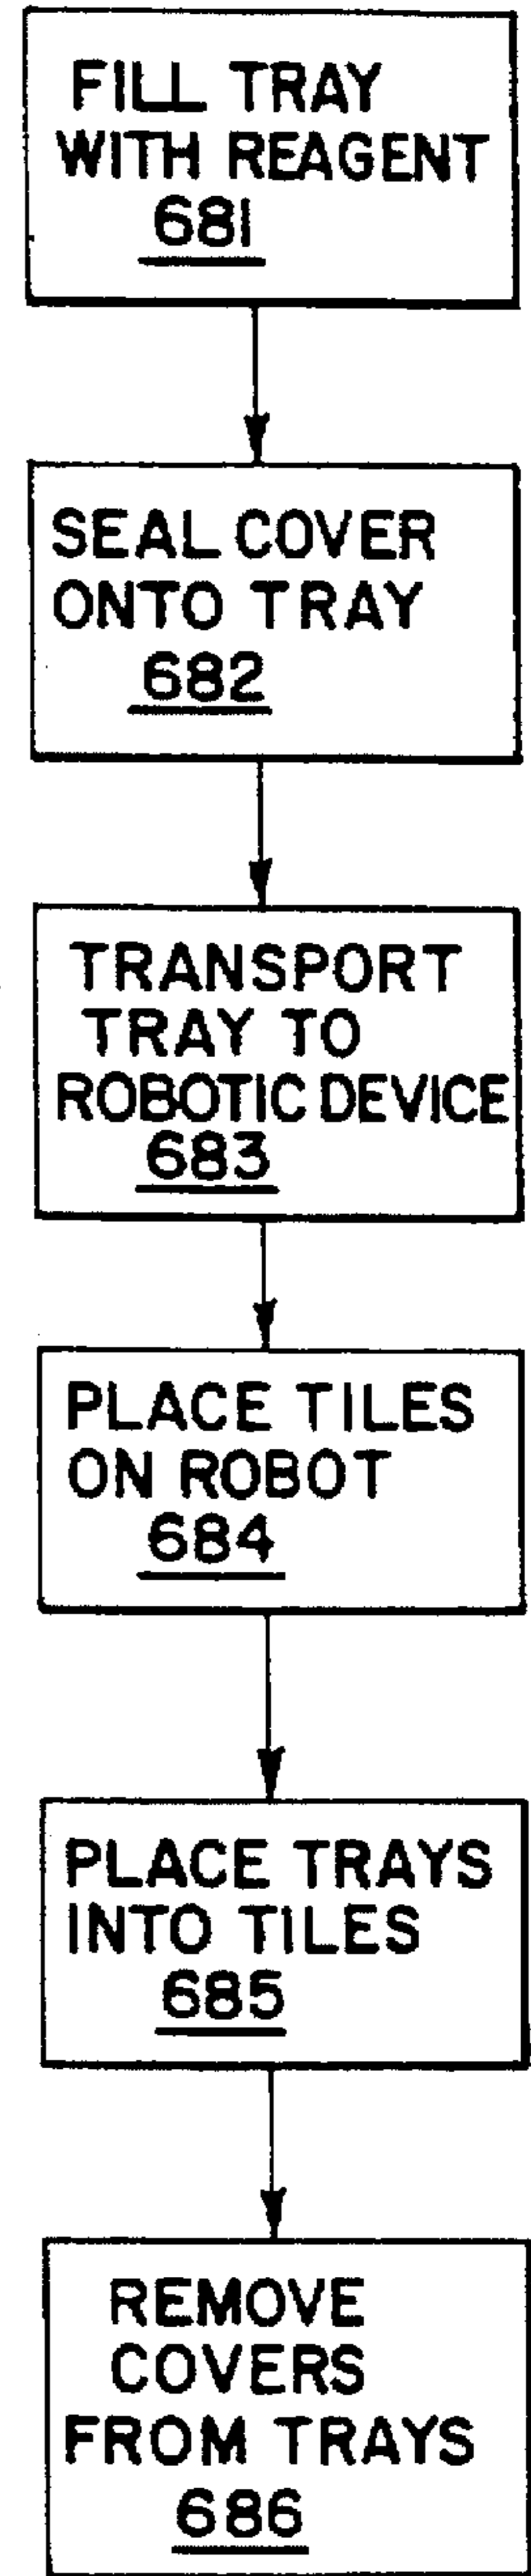 FILL TRAY
WITH REAGENT
681
SEAL COVER
ONTO TRAY
682
TRANSPORT
TRAY TO
ROBOTIC DEVICE
683
PLACE TILES
ON ROBOT
684
PLACE TRAYS
INTO TILES
685
REMOVE
COVERS
FROM TRAYS
686